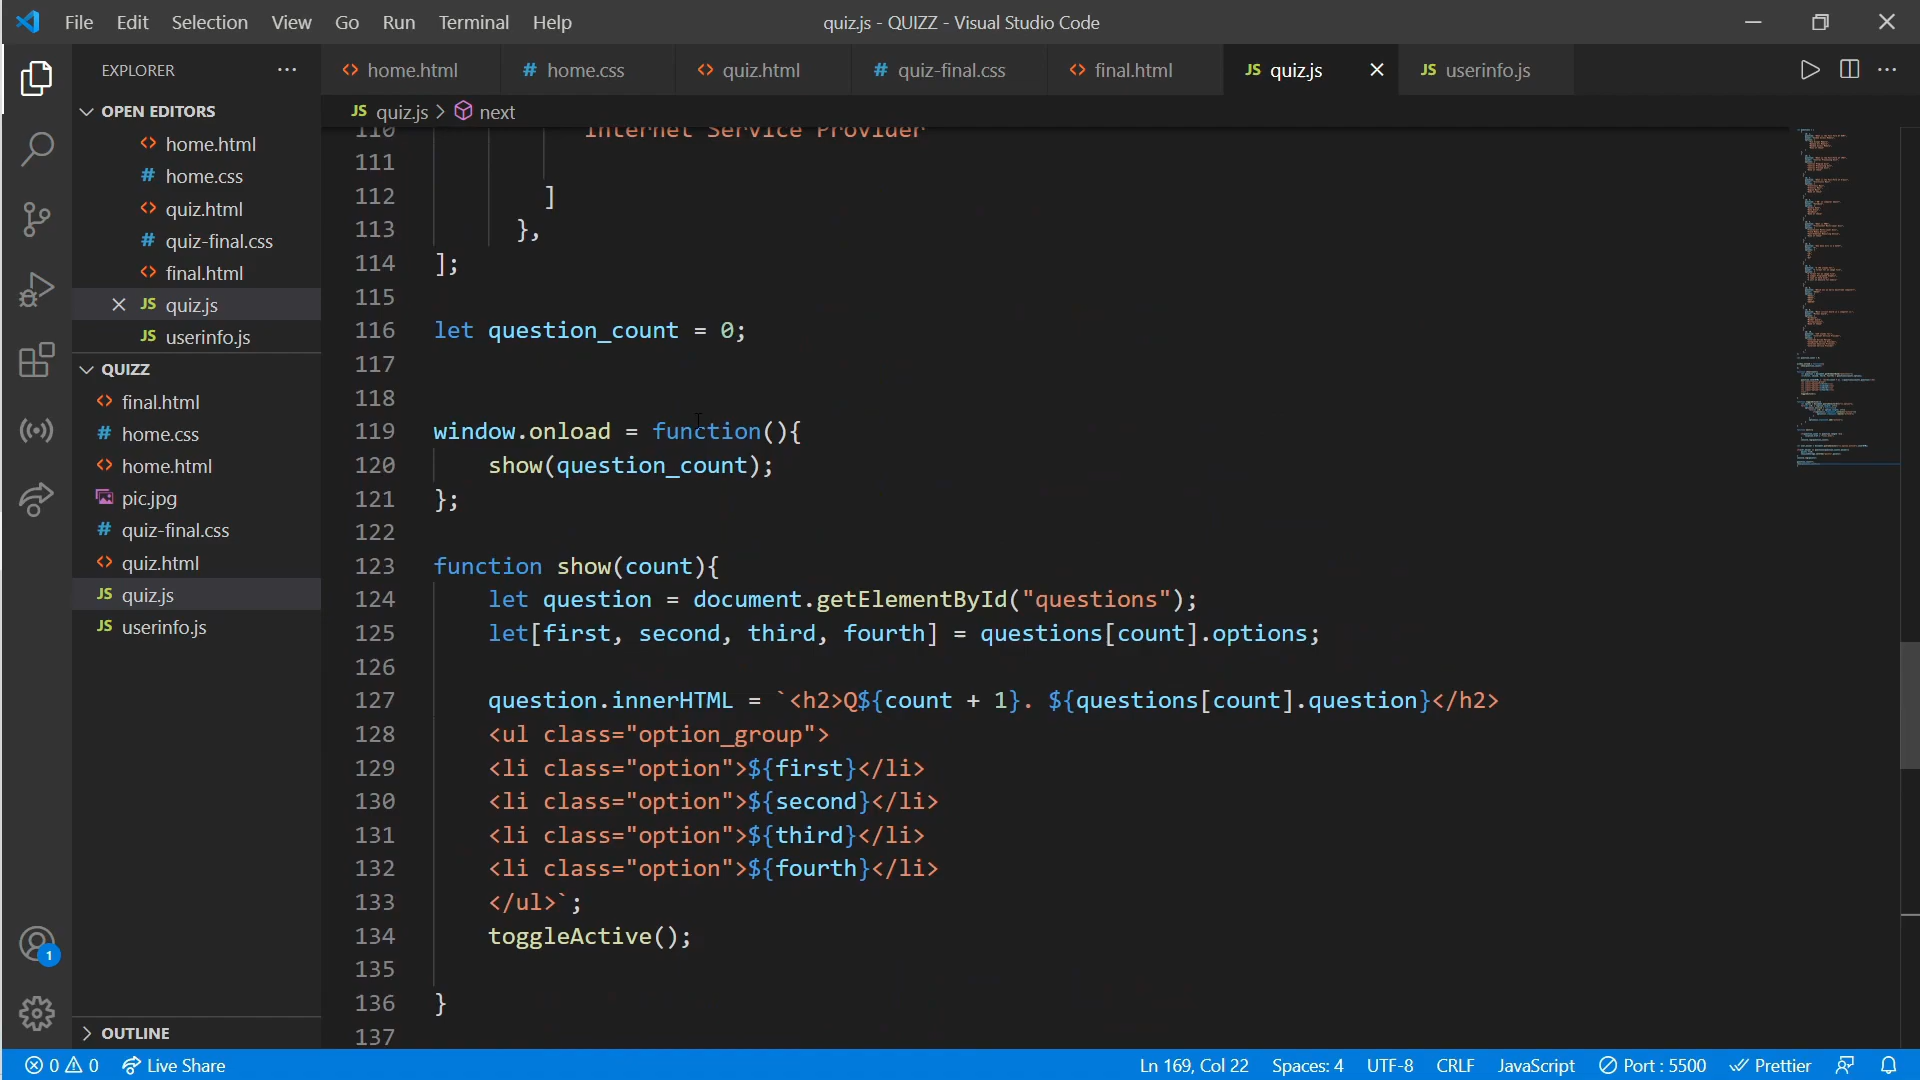 File Edit Selection View Go Run Terminal Help
quiz.js - QUIZZ - Visual Studio Code
EXPLORER
OPEN EDITORS
home.html
home.css
quiz.html
quiz-final.css
final.html
JS quiz.js
JS userinfo.js
QUIZZ
final.html
home.css
home.html
pic.jpg
quiz-final.css
quiz.html
JS quiz.js
JS userinfo.js
OUTLINE
home.html # home.css quiz.html # quiz-final.css final.html JS quiz.js JS userinfo.js
JS quiz.js > next
110 Internet Service Provider
111
112 ]
113 },
114 ];
115
116 let question_count = 0;
117
118
119 window.onload = function(){
120 show(question_count);
121 };
122
123 function show(count){
124 let question = document.getElementById("questions");
125 let[first, second, third, fourth] = questions[count].options;
126
127 question.innerHTML = `<h2>Q${count + 1}. ${questions[count].question}</h2>
128 <ul class="option_group">
129 <li class="option">${first}</li>
130 <li class="option">${second}</li>
131 <li class="option">${third}</li>
132 <li class="option">${fourth}</li>
133 </ul>`;
134 toggleActive();
135
136 }
137
1
0 0 Live Share
Ln 169, Col 22 Spaces: 4 UTF-8 CRLF JavaScript Port : 5500 Prettier